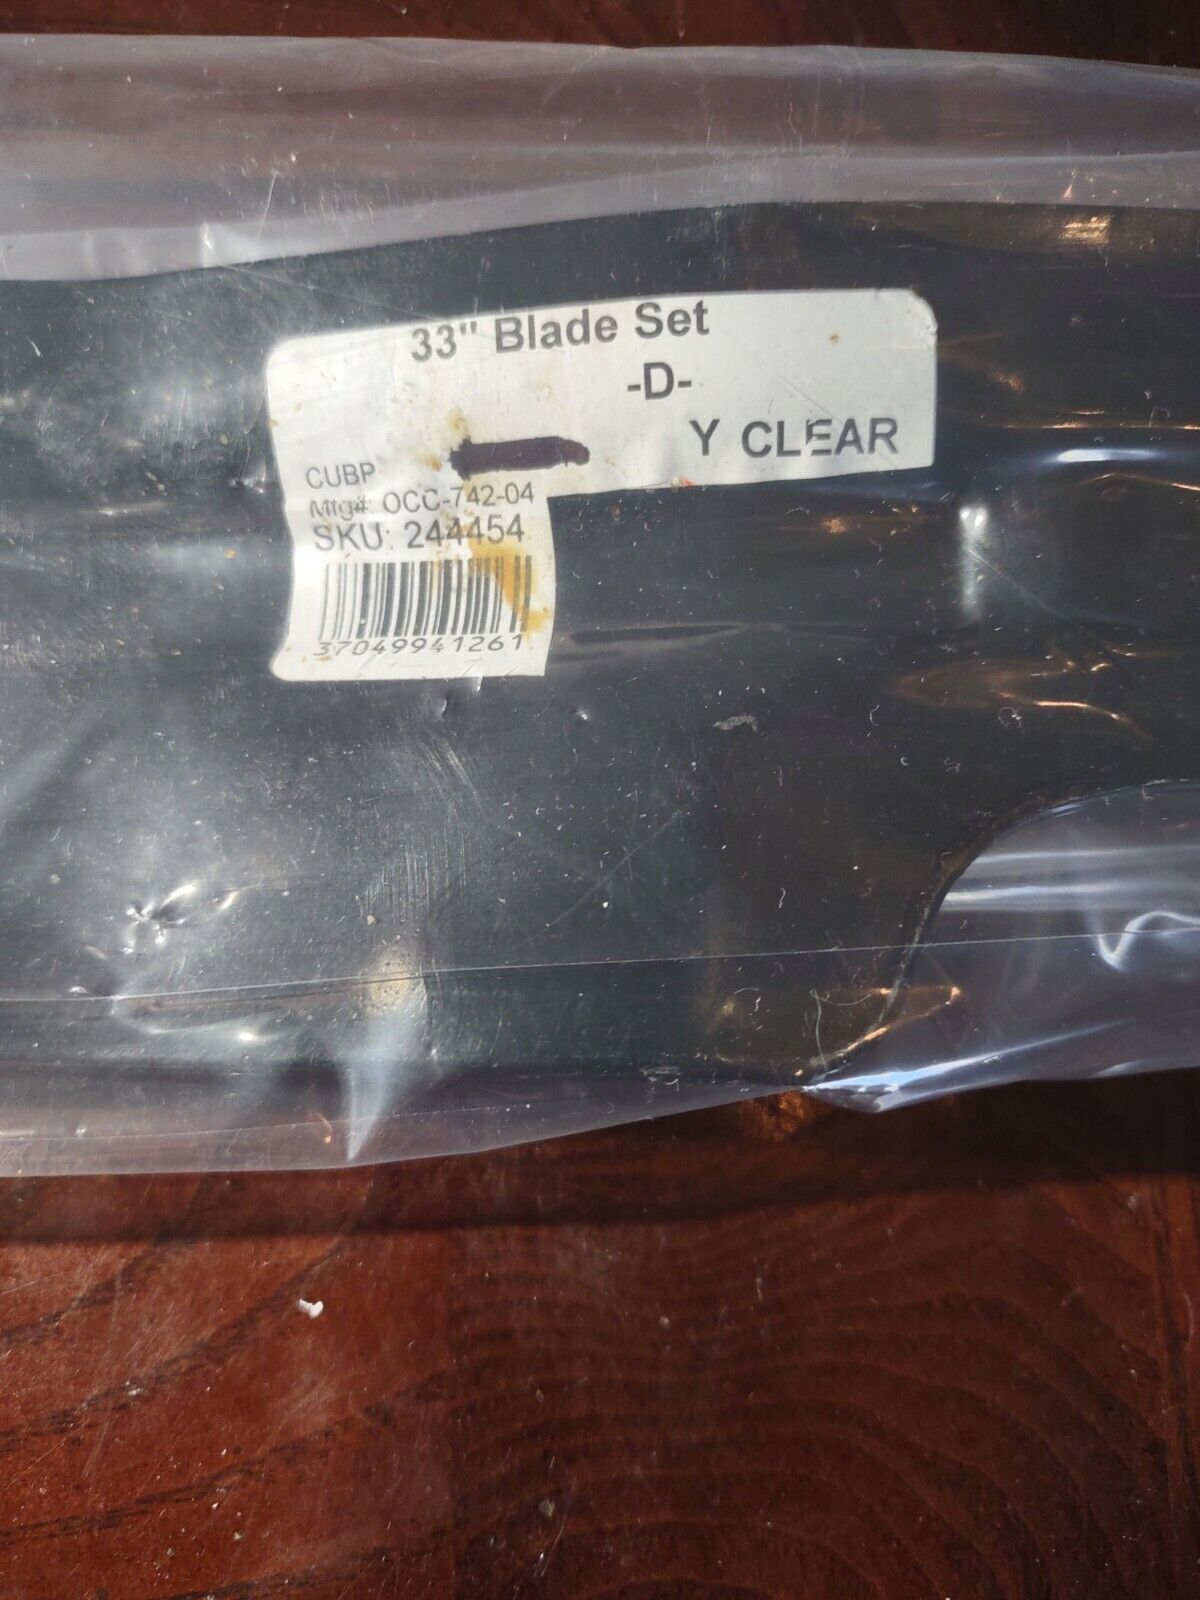 33" Blade Set
-D-
Y CLEAR
CUBP
Mfg#: OCC-742-04
SKU: 244454
37049941261